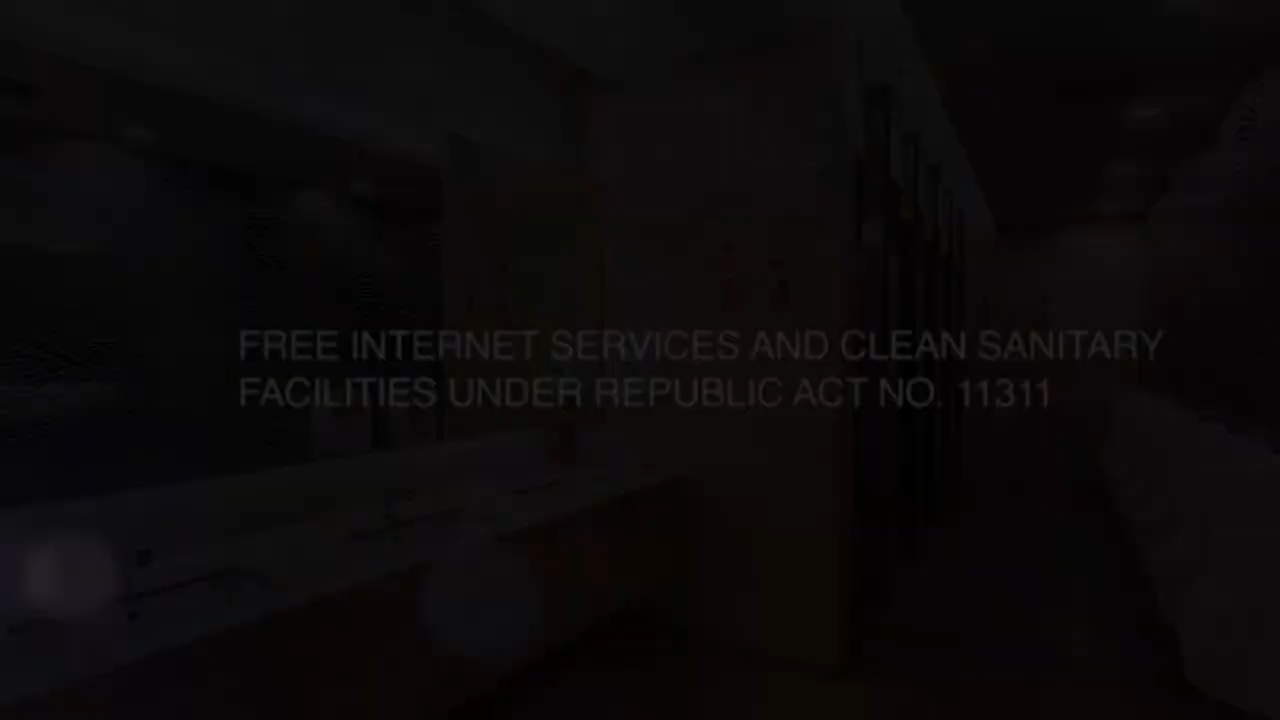 FREE INTERNET SERVICES AND CLEAN SANITARY
FACILITIES UNDER REPUBLIC ACT NO. 11311